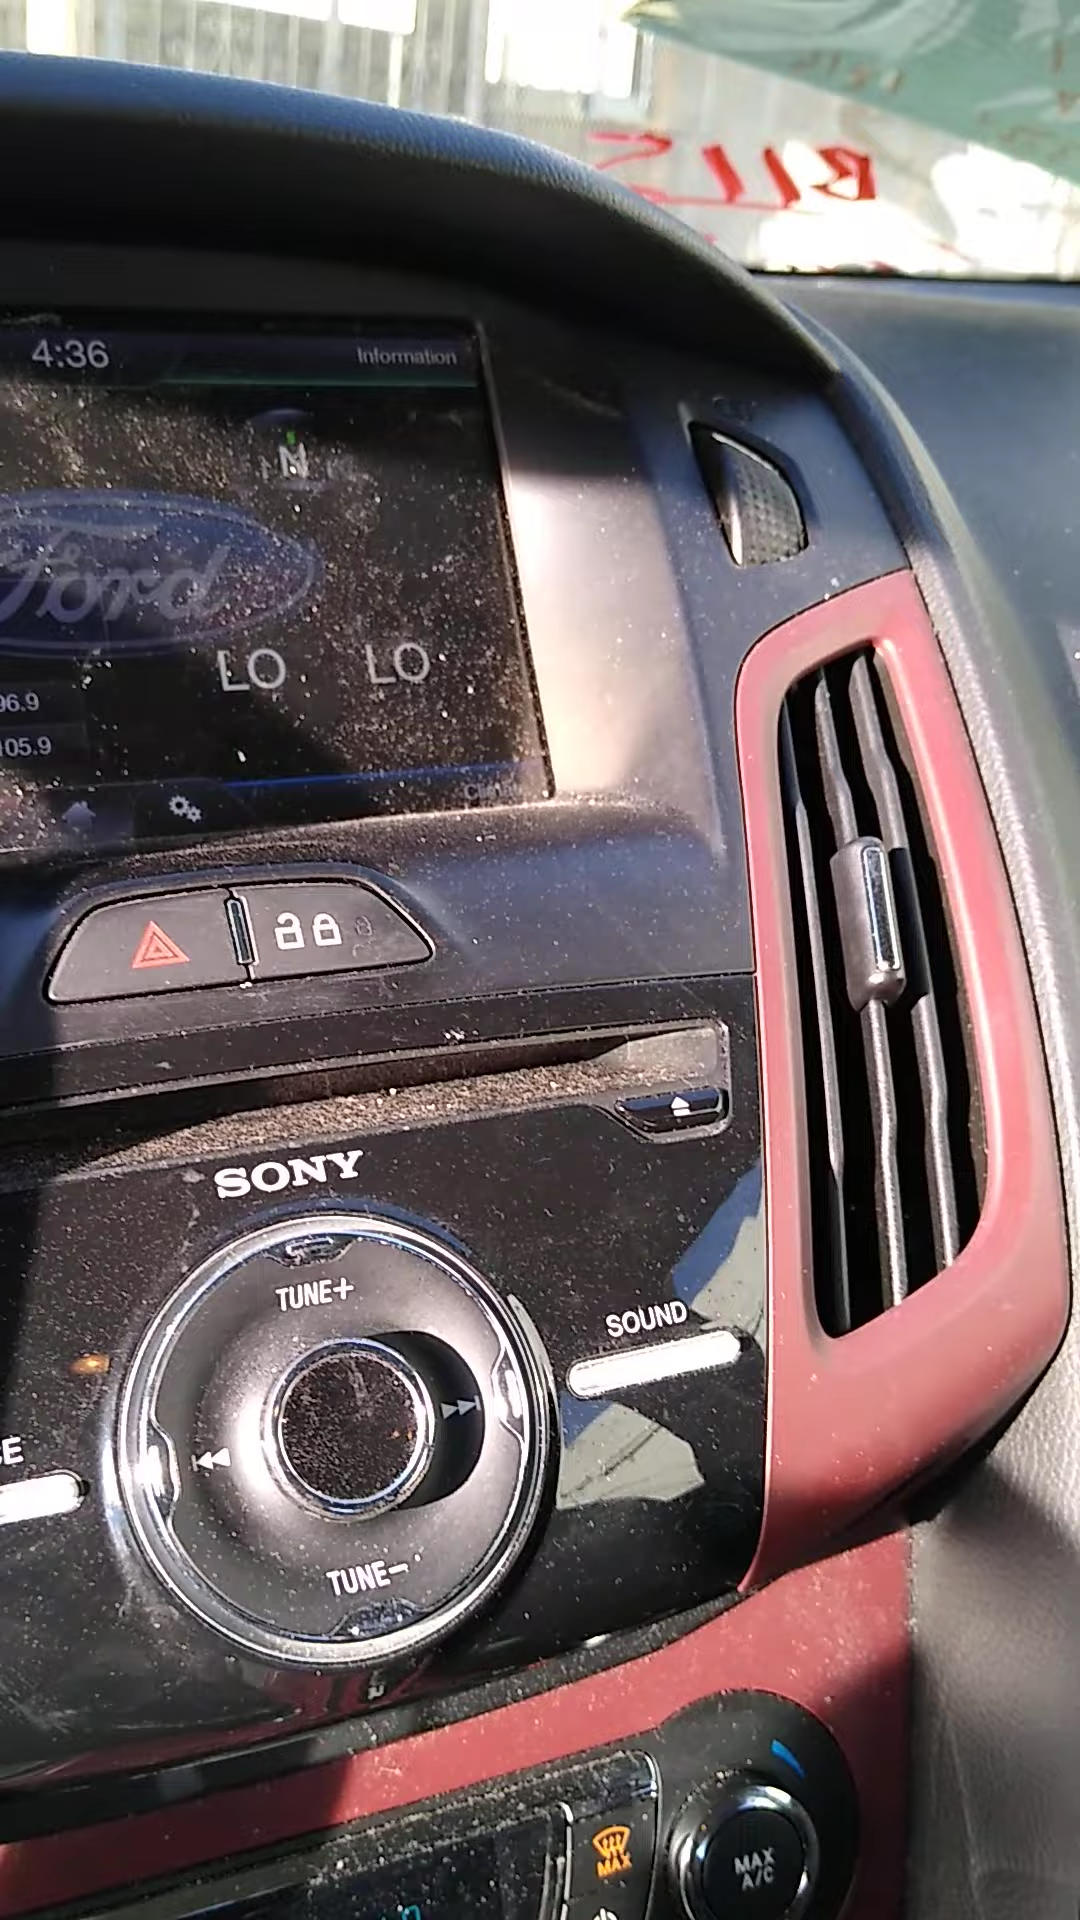 4:36
Information
N
Ford
LO LO
96.9
105.9
SONY
TUNE+
SOUND
TUNE-
MAX
MAX
A/C